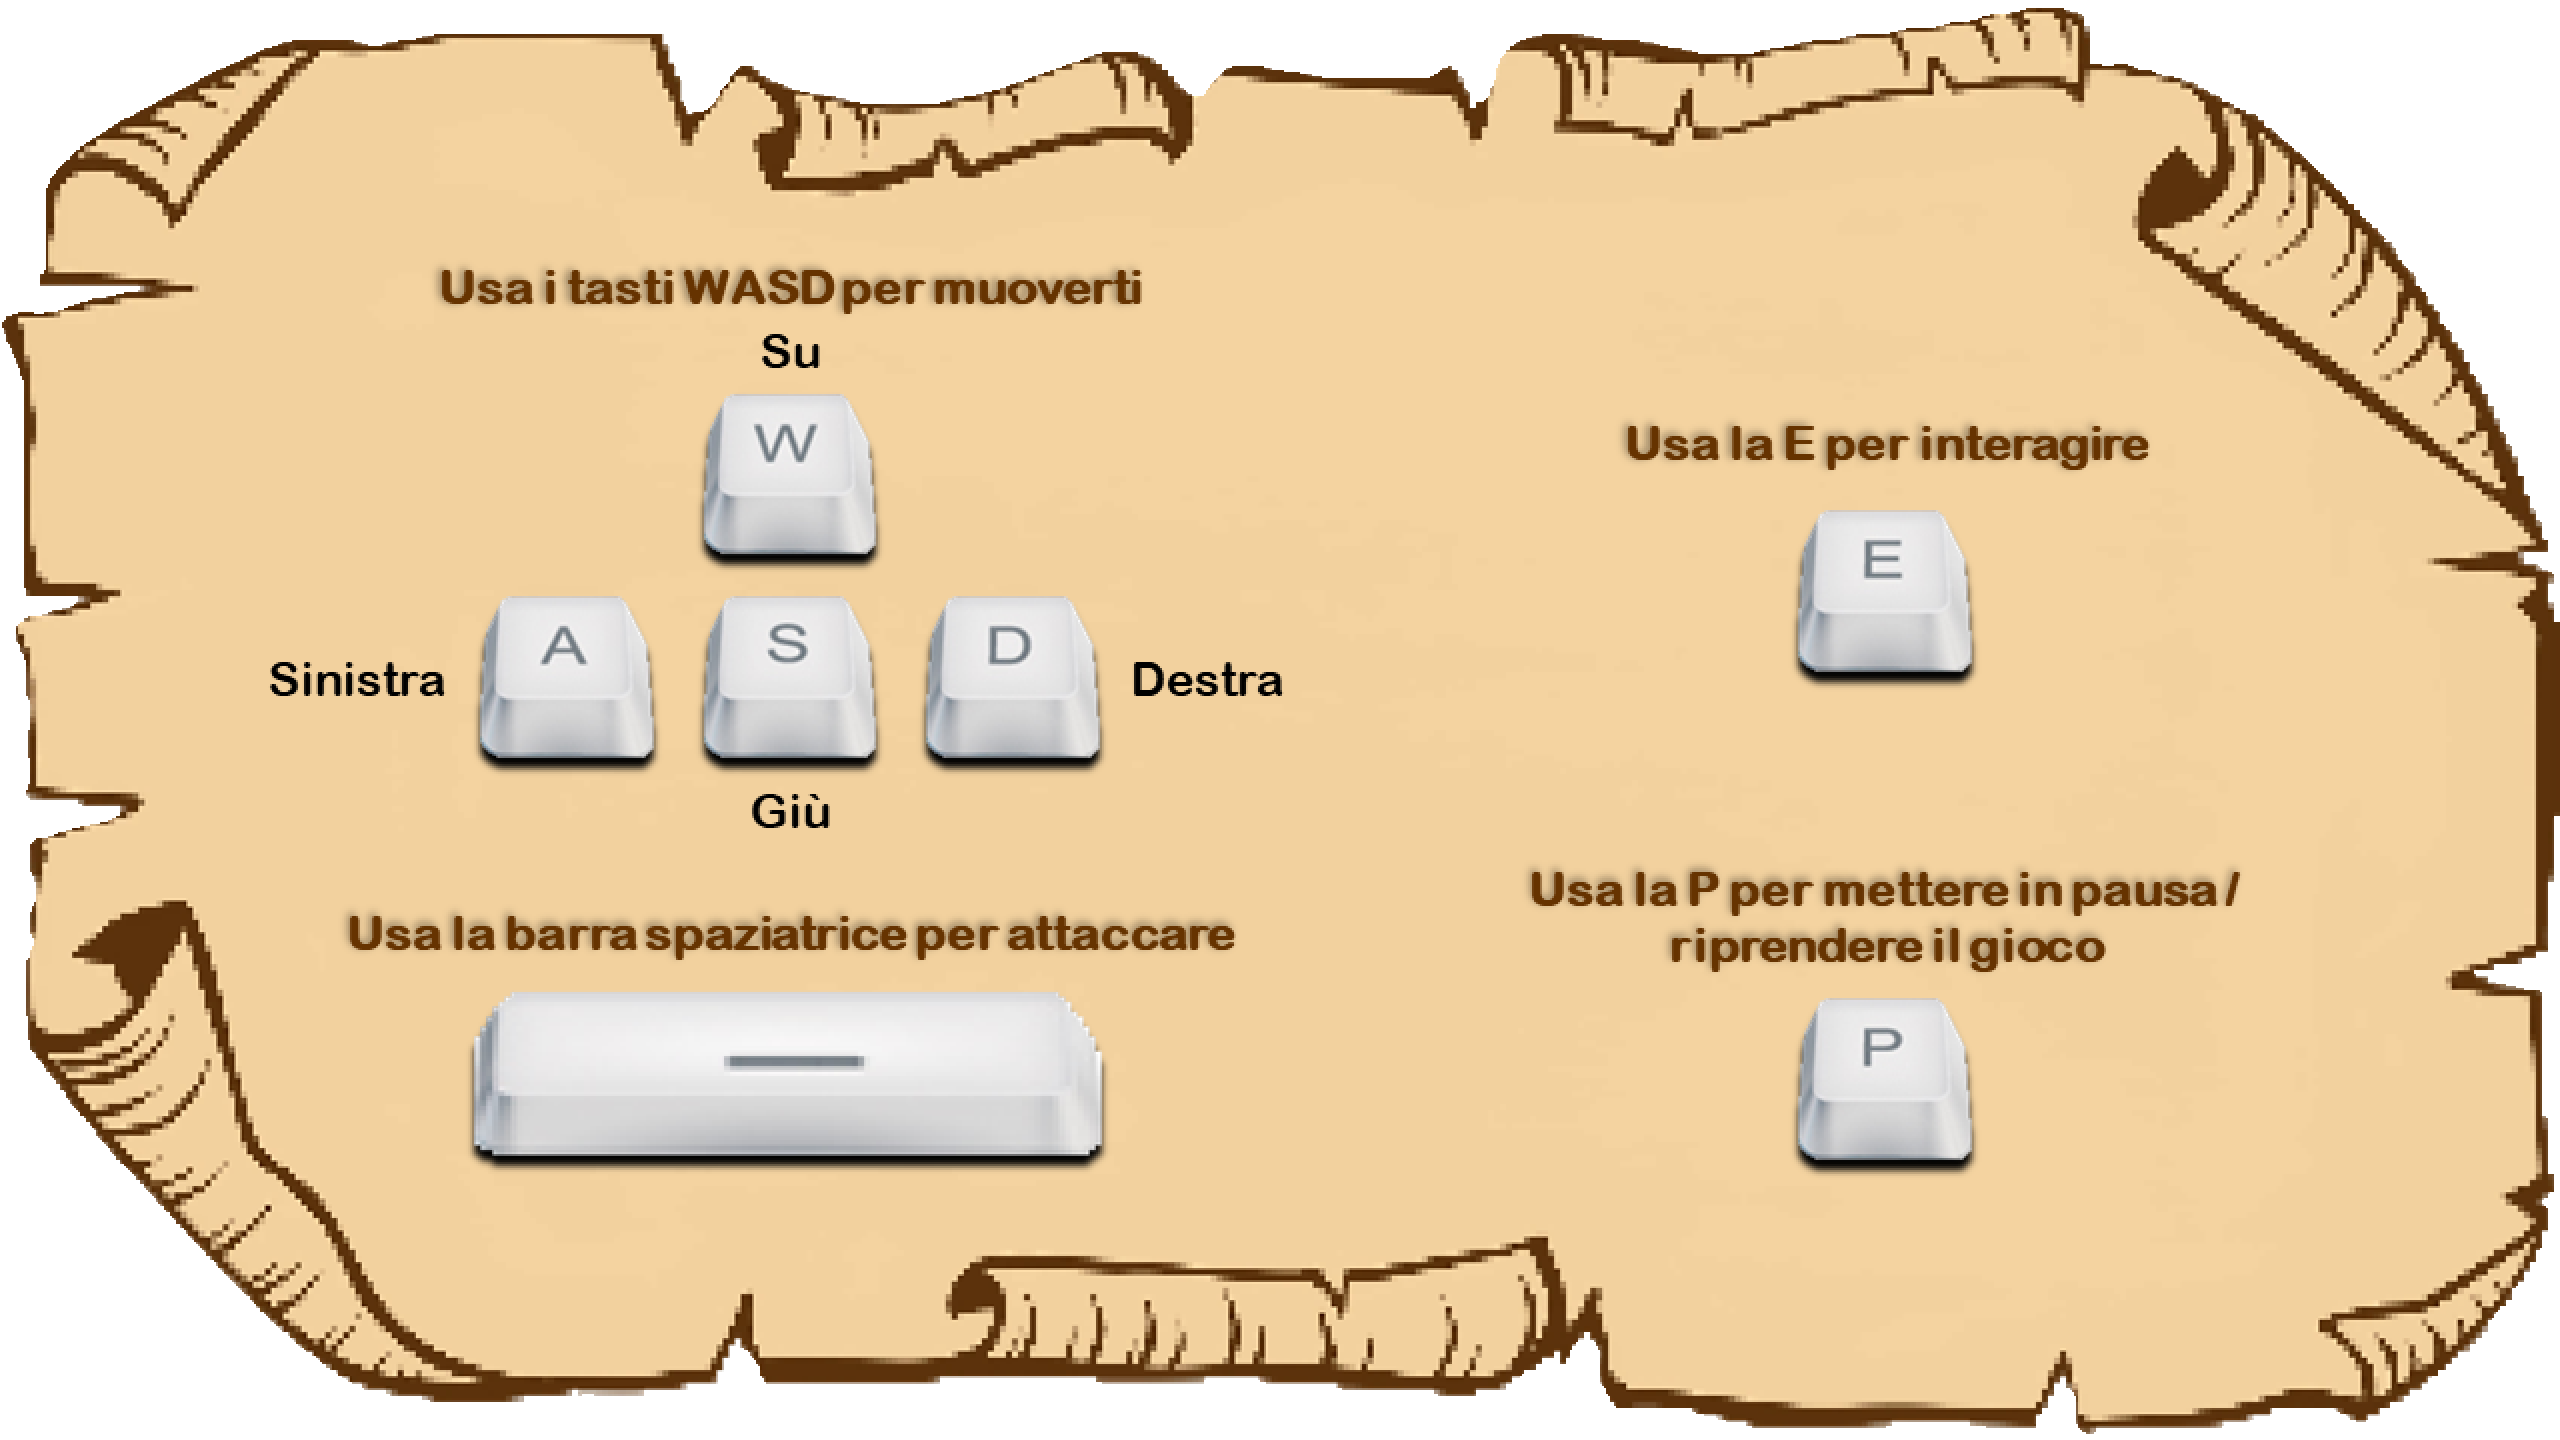 Usa i tasti WASD per muoverti
Su
W
A
S
D
Sinistra
Destra
Giù
Usa la barra spaziatrice per attaccare
Usa la E per interagire
E
Usa la P per mettere in pausa /
riprendere il gioco
P